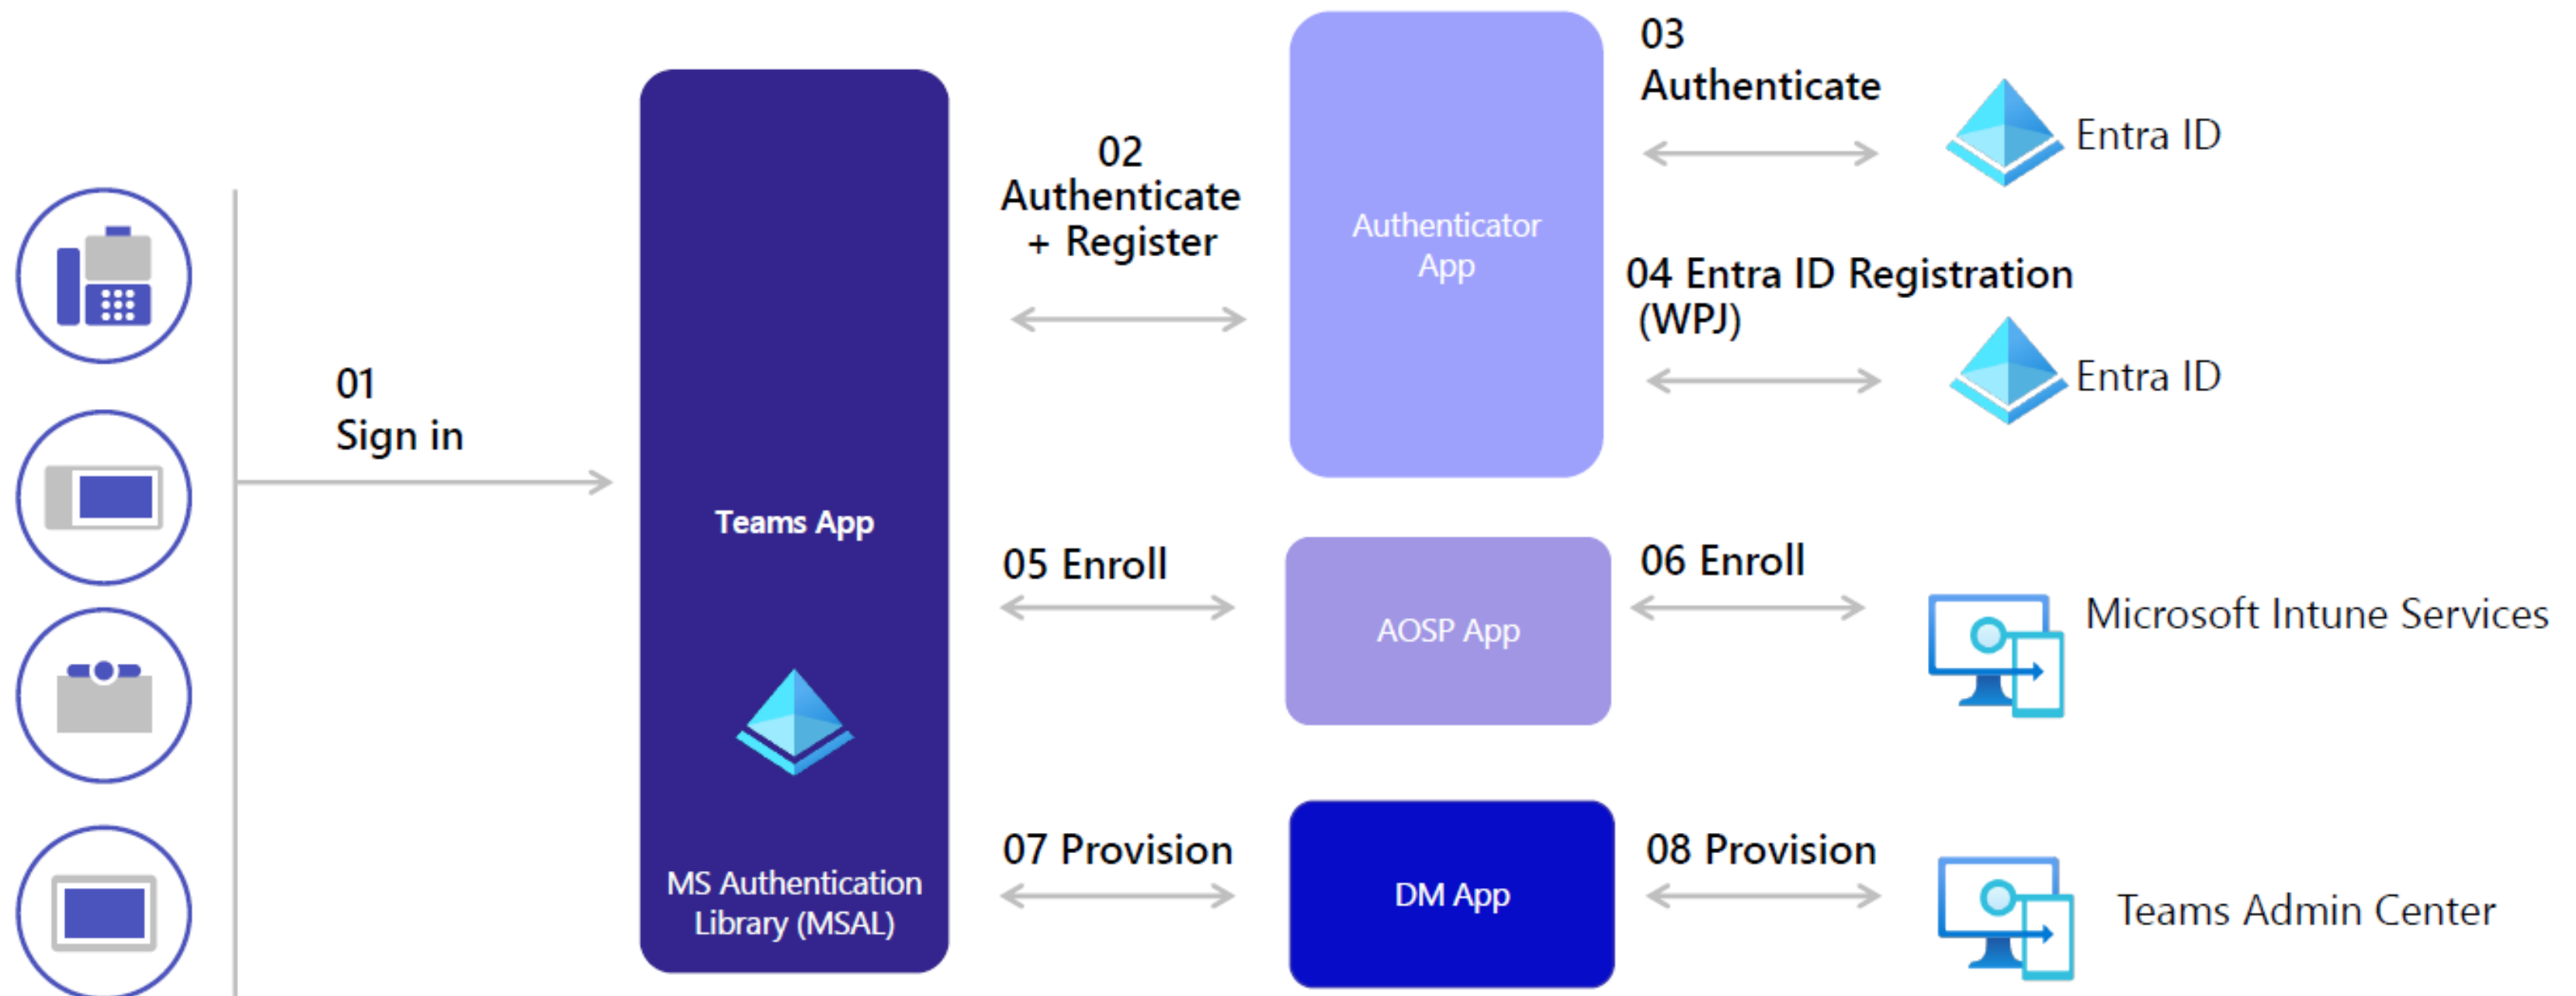 01
Sign in
Teams App
MS Authentication
Library (MSAL)
02
Authenticate
+ Register
05 Enroll
07 Provision
Authenticator
App
AOSP App
DM App
03
Authenticate
Entra ID
04 Entra ID Registration
(WPJ)
Entra ID
06 Enroll
Microsoft Intune Services
08 Provision
Teams Admin Center